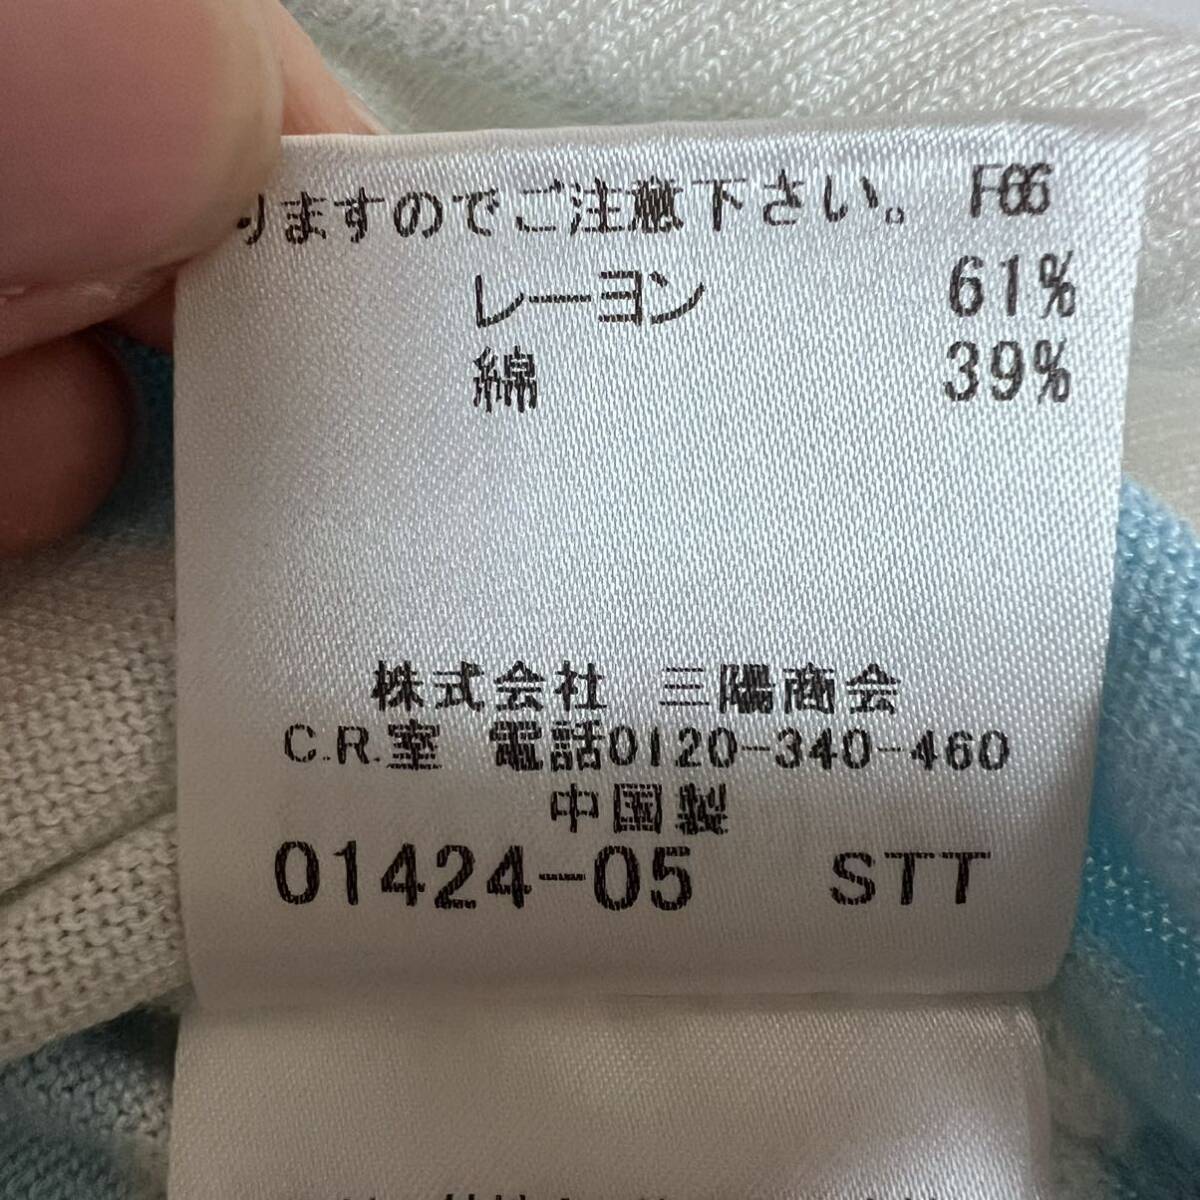 りますのでご注意下さい。 F66
レーヨン 61%
綿 39%
株式会社 三陽商会
C.R.室 電話0120-340-460
中国製
01424-05 STT